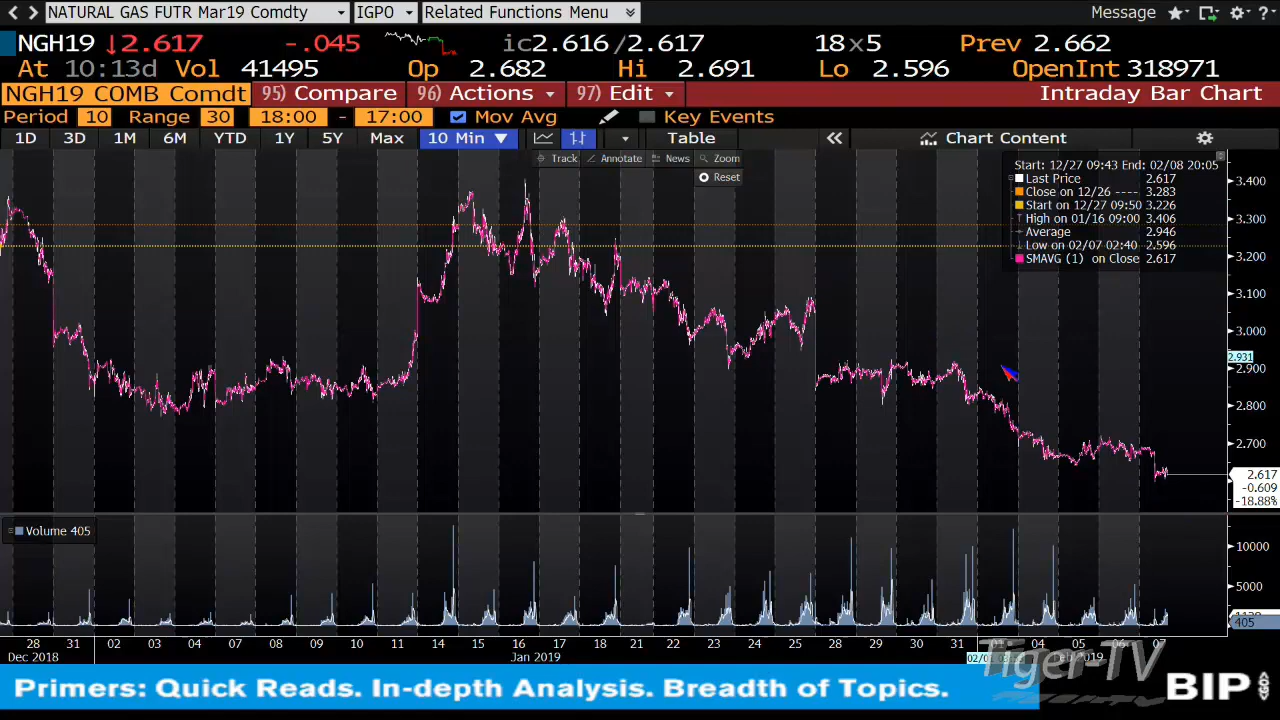 NATURAL GAS FUTR Mar19 Comdty IGPO Related Functions Menu Message ?
NGH19 ↓2.617 -.045 ic2.616/2.617 18x5 Prev 2.662
At 10:13d Vol 41495 Op 2.682 Hi 2.691 Lo 2.596 OpenInt 318971
NGH19 COMB Comdt 95) Compare 96) Actions 97) Edit Intraday Bar Chart
Period 10 Range 30 18:00 - 17:00 Mov Avg Key Events
1D 3D 1M 6M YTD 1Y 5Y Max 10 Min Table Chart Content
Track Annotate News Zoom
Reset
Start: 12/27 09:43 End: 02/08 20:05
Last Price 2.617
Close on 12/26 ---- 3.283
Start on 12/27 09:50 3.226
High on 01/16 09:00 3.406
Average 2.946
Low on 02/07 02:40 2.596
SMAVG (1) on Close 2.617
3.400
3.300
3.200
3.100
3.000
2.931
2.900
2.800
2.700
2.617
-0.609
-18.88%
Volume 405
10000
5000
405
28 31 02 03 04 07 08 09 10 11 14 15 16 17 18 21 22 23 24 25 28 29 30 31 01 04 05 06 07
Dec 2018 Jan 2019 Feb 2019
Tiger-TV
Primers: Quick Reads. In-depth Analysis. Breadth of Topics.
BIP